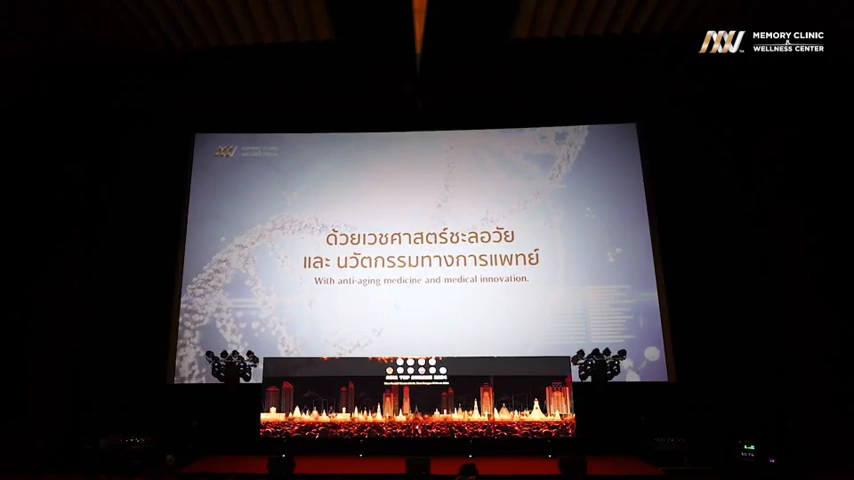 MEMORY CLINIC
&
WELLNESS CENTER
ด้วยเวชศาสตร์ชะลอวัย
และ นวัตกรรมทางการแพทย์
With anti-aging medicine and medical innovation.